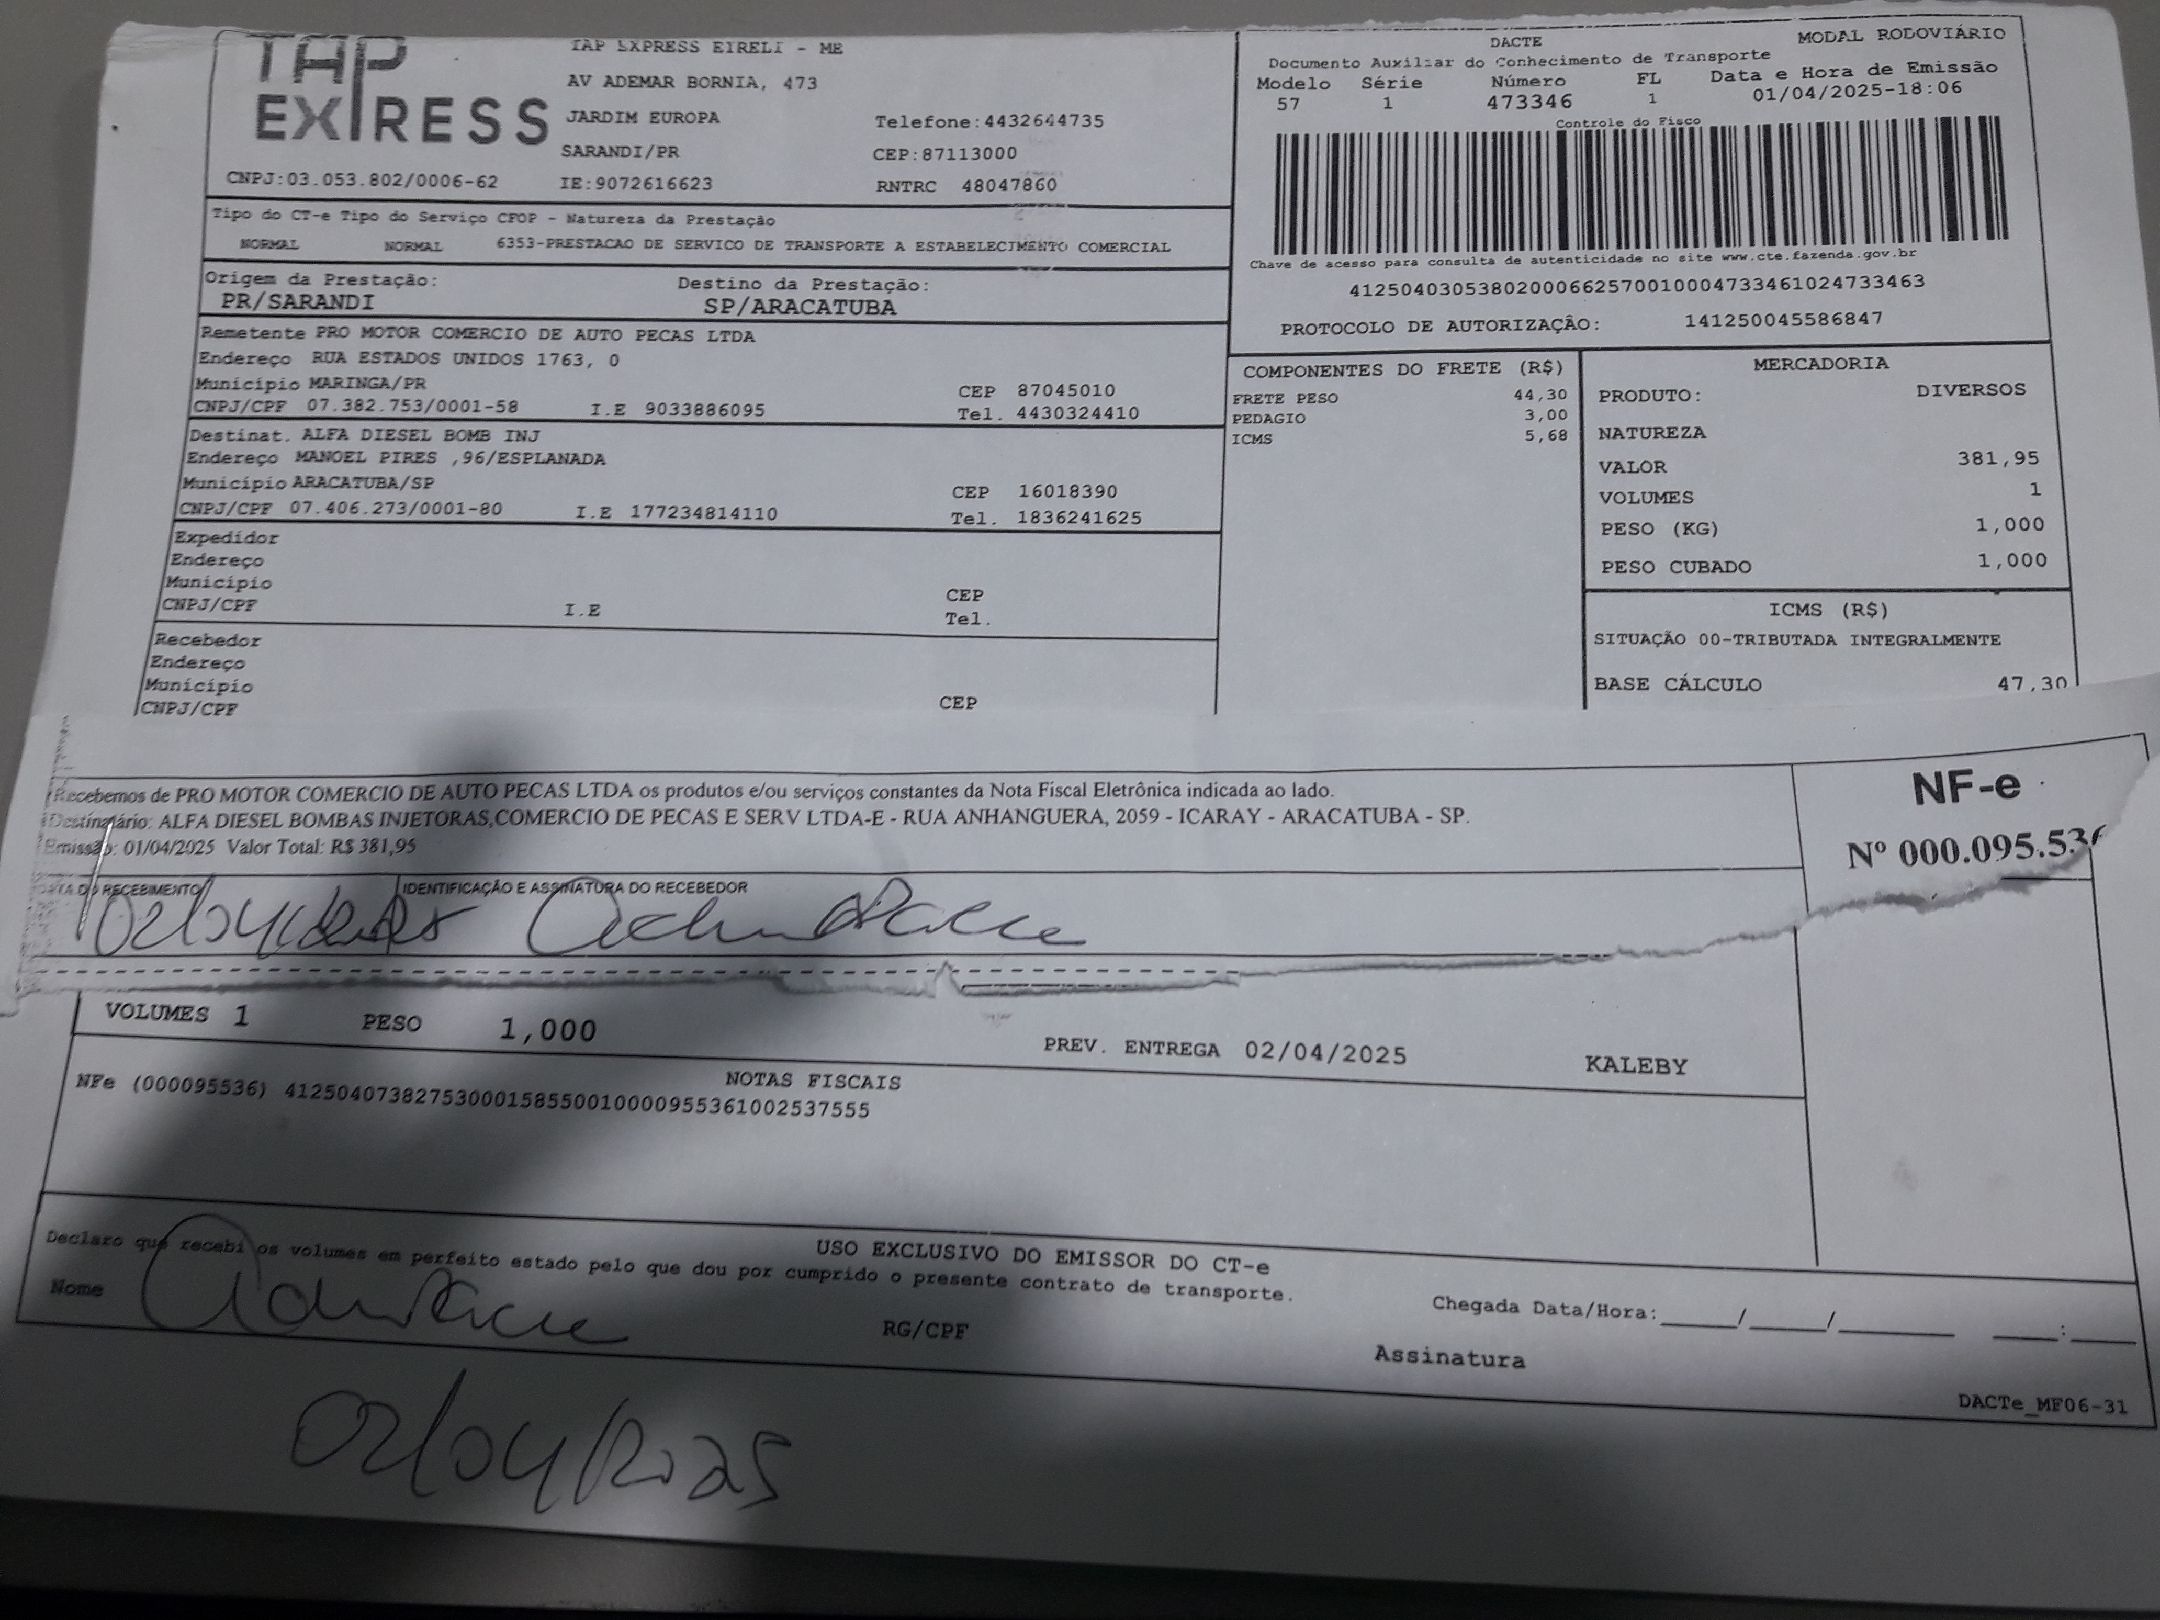 TAP EXPRESS
TAP EXPRESS EIRELI - ME
AV ADEMAR BORNIA, 473
JARDIM EUROPA Telefone:4432644735
SARANDI/PR CEP:87113000
CNPJ:03.053.802/0006-62 IE:9072616623 RNTRC 48047860
DACTE MODAL RODOVIÁRIO
Documento Auxiliar do Conhecimento de Transporte
Modelo Série Número FL Data e Hora de Emissão
57 1 473346 1 01/04/2025-18:06
Controle do Fisco
Chave de acesso para consulta de autenticidade no site www.cte.fazenda.gov.br
41250403053802000662570010004733461024733463
PROTOCOLO DE AUTORIZAÇÂO: 141250045586847
Tipo do CT-e Tipo do Serviço CFOP - Natureza da Prestação
NORMAL NORMAL 6353-PRESTACAO DE SERVICO DE TRANSPORTE A ESTABELECIMENTO COMERCIAL
Origem da Prestação: Destino da Prestação:
PR/SARANDI SP/ARACATUBA
Remetente PRO MOTOR COMERCIO DE AUTO PECAS LTDA
Endereço RUA ESTADOS UNIDOS 1763, 0
Município MARINGA/PR CEP 87045010
CNPJ/CPF 07.382.753/0001-58 I.E 9033886095 Tel. 4430324410
Destinat. ALFA DIESEL BOMB INJ
Endereço MANOEL PIRES ,96/ESPLANADA
Município ARACATUBA/SP CEP 16018390
CNPJ/CPF 07.406.273/0001-80 I.E 177234814110 Tel. 1836241625
Expedidor
Endereço
Município CEP
CNPJ/CPF I.E Tel.
Recebedor
Endereço
Município
CNPJ/CPF CEP
COMPONENTES DO FRETE (R$)
FRETE PESO 44,30
PEDAGIO 3,00
ICMS 5,68
MERCADORIA
PRODUTO: DIVERSOS
NATUREZA
VALOR 381,95
VOLUMES 1
PESO (KG) 1,000
PESO CUBADO 1,000
ICMS (R$)
SITUAÇÃO 00-TRIBUTADA INTEGRALMENTE
BASE CÁLCULO 47,30
Recebemos de PRO MOTOR COMERCIO DE AUTO PECAS LTDA os produtos e/ou serviços constantes da Nota Fiscal Eletrônica indicada ao lado.
Destinatário: ALFA DIESEL BOMBAS INJETORAS,COMERCIO DE PECAS E SERV LTDA-E - RUA ANHANGUERA, 2059 - ICARAY - ARACATUBA - SP.
Emissão: 01/04/2025 Valor Total: R$ 381,95
NF-e
Nº 000.095.536
DATA DO RECEBIMENTO IDENTIFICAÇÃO E ASSINATURA DO RECEBEDOR
02/04/2025
VOLUMES 1 PESO 1,000 PREV. ENTREGA 02/04/2025 KALEBY
NOTAS FISCAIS
NFe (000095536) 41250407382753000158550010000955361002537555
USO EXCLUSIVO DO EMISSOR DO CT-e
Declaro que recebi os volumes em perfeito estado pelo que dou por cumprido o presente contrato de transporte.
Nome RG/CPF Assinatura Chegada Data/Hora:_____/_____/________ ____:____
DACTe_MF06-31
02/04/2025